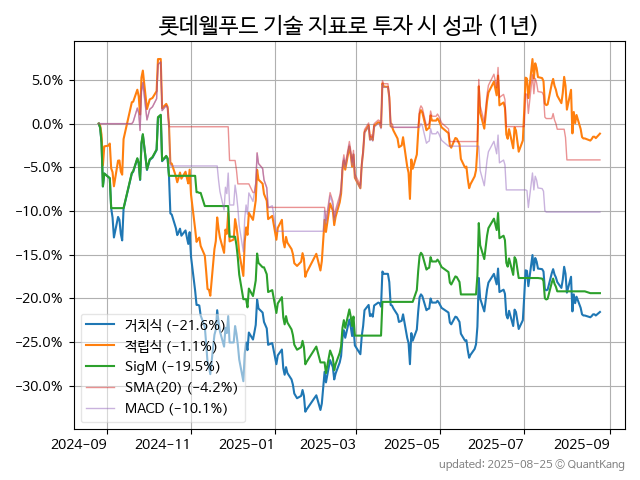 롯데웰푸드 기술 지표로 투자 시 성과 (1년)
5.0%
0.0%
−5.0%
−10.0%
−15.0%
−20.0%
−25.0%
−30.0%
거치식 (−21.6%)
적립식 (−1.1%)
SigM (−19.5%)
SMA(20) (−4.2%)
MACD (−10.1%)
2024−09
2024−11
2025−01
2025−03
2025−05
2025−07
2025−09
updated: 2025-08-25 © QuantKang